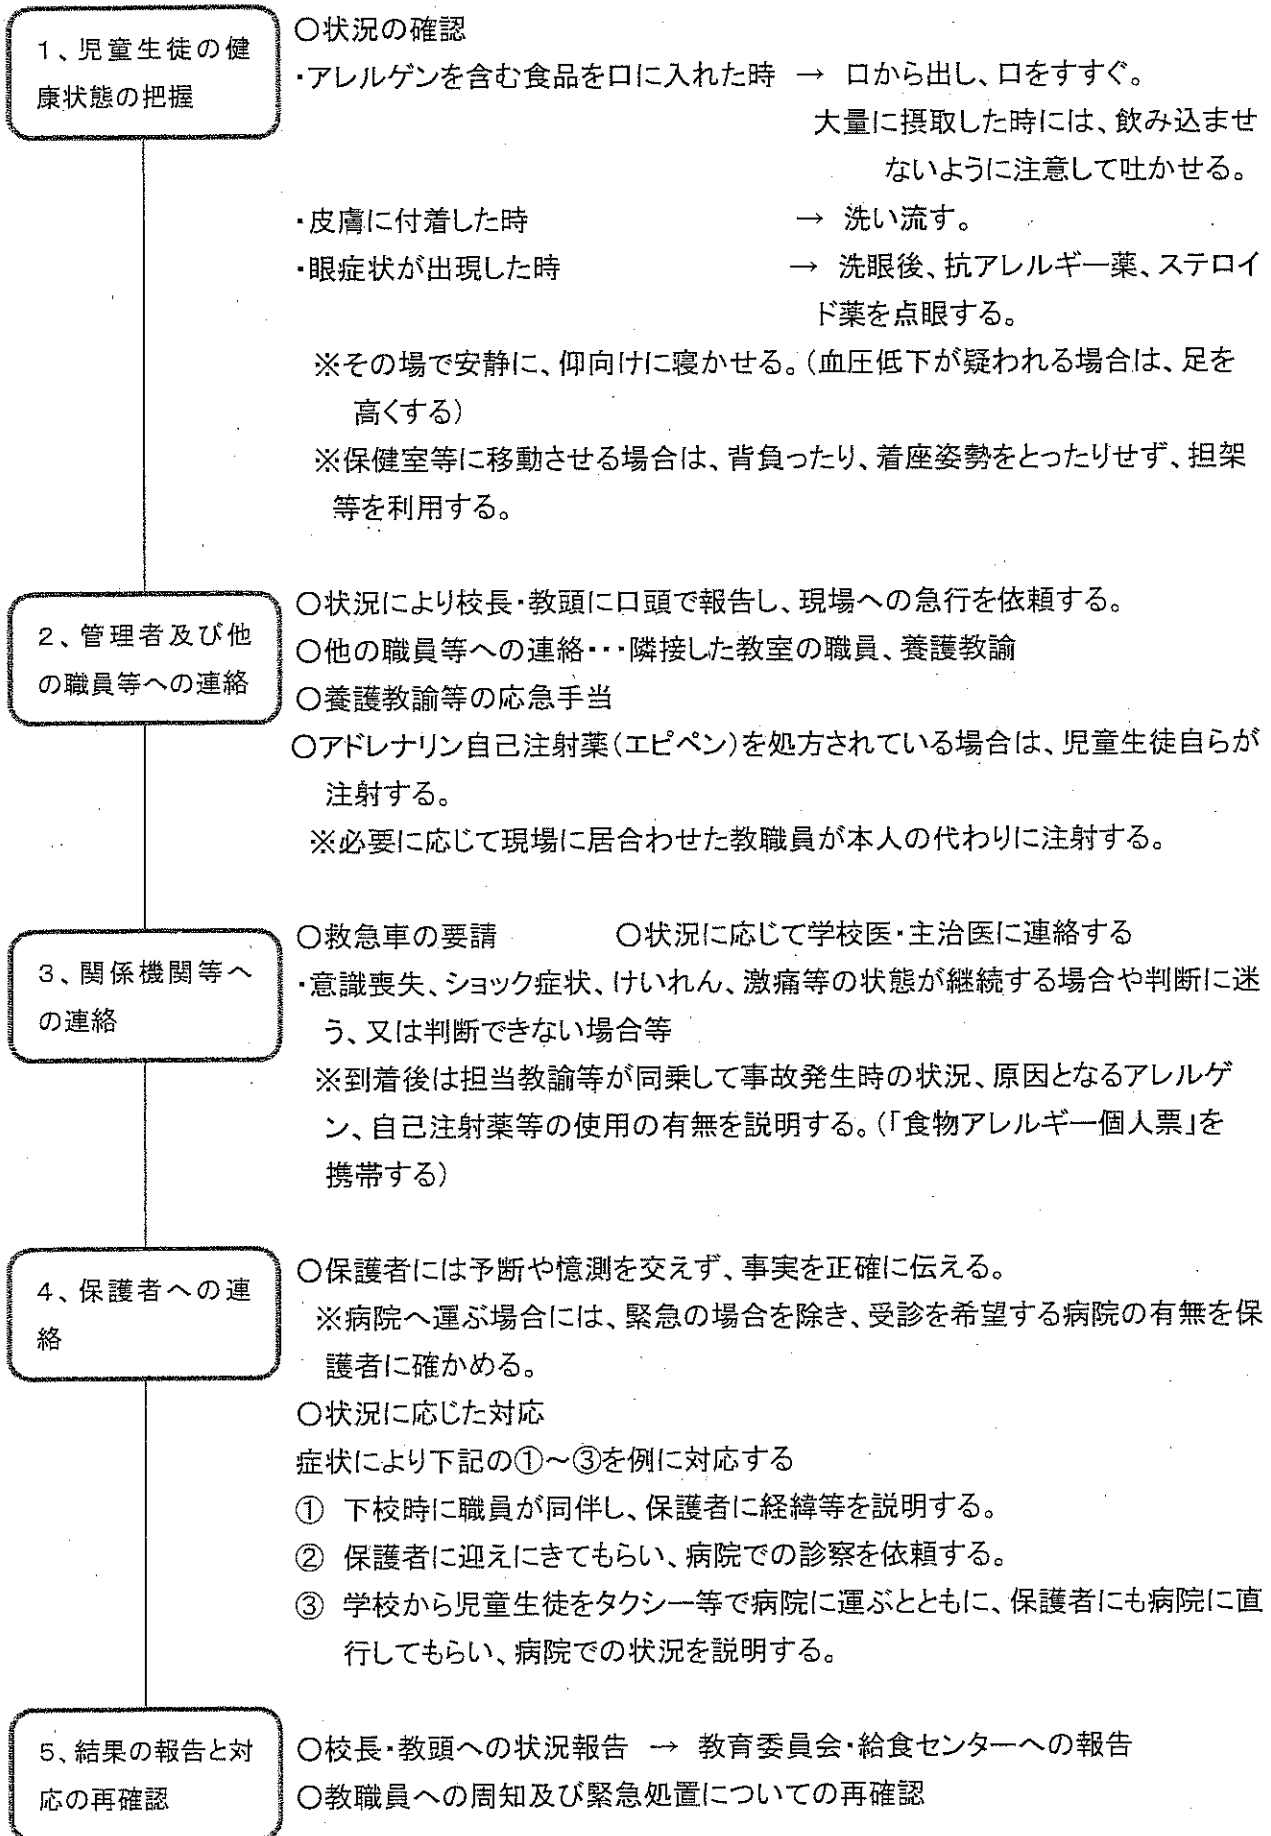 1、児童生徒の健
康状態の把握
〇状況の確認
・アレルゲンを含む食品を口に入れた時 → 口から出し、口をすすぐ。
大量に摂取した時には、飲み込ませ
ないように注意して吐かせる。
・皮膚に付着した時 → 洗い流す。
・眼症状が出現した時 → 洗眼後、抗アレルギー薬、ステロイ
ド薬を点眼する。
※その場で安静に、仰向けに寝かせる。(血圧低下が疑われる場合は、足を
高くする)
※保健室等に移動させる場合は、背負ったり、着座姿勢をとったりせず、担架
等を利用する。
2、管理者及び他
の職員等への連絡
〇状況により校長・教頭に口頭で報告し、現場への急行を依頼する。
〇他の職員等への連絡・・・隣接した教室の職員、養護教諭
〇養護教諭等の応急手当
〇アドレナリン自己注射薬(エピペン)を処方されている場合は、児童生徒自らが
注射する。
※必要に応じて現場に居合わせた教職員が本人の代わりに注射する。
3、関係機関等へ
の連絡
〇救急車の要請 〇状況に応じて学校医・主治医に連絡する
・意識喪失、ショック症状、けいれん、激痛等の状態が継続する場合や判断に迷
う、又は判断できない場合等
※到着後は担当教諭等が同乗して事故発生時の状況、原因となるアレルゲ
ン、自己注射薬等の使用の有無を説明する。(「食物アレルギー個人票」を
携帯する)
4、保護者への連
絡
〇保護者には予断や憶測を交えず、事実を正確に伝える。
※病院へ運ぶ場合には、緊急の場合を除き、受診を希望する病院の有無を保
護者に確かめる。
〇状況に応じた対応
症状により下記の①~③を例に対応する
① 下校時に職員が同伴し、保護者に経緯等を説明する。
② 保護者に迎えにきてもらい、病院での診察を依頼する。
③ 学校から児童生徒をタクシー等で病院に運ぶとともに、保護者にも病院に直
行してもらい、病院での状況を説明する。
5、結果の報告と対
応の再確認
〇校長・教頭への状況報告 → 教育委員会・給食センターへの報告
〇教職員への周知及び緊急処置についての再確認